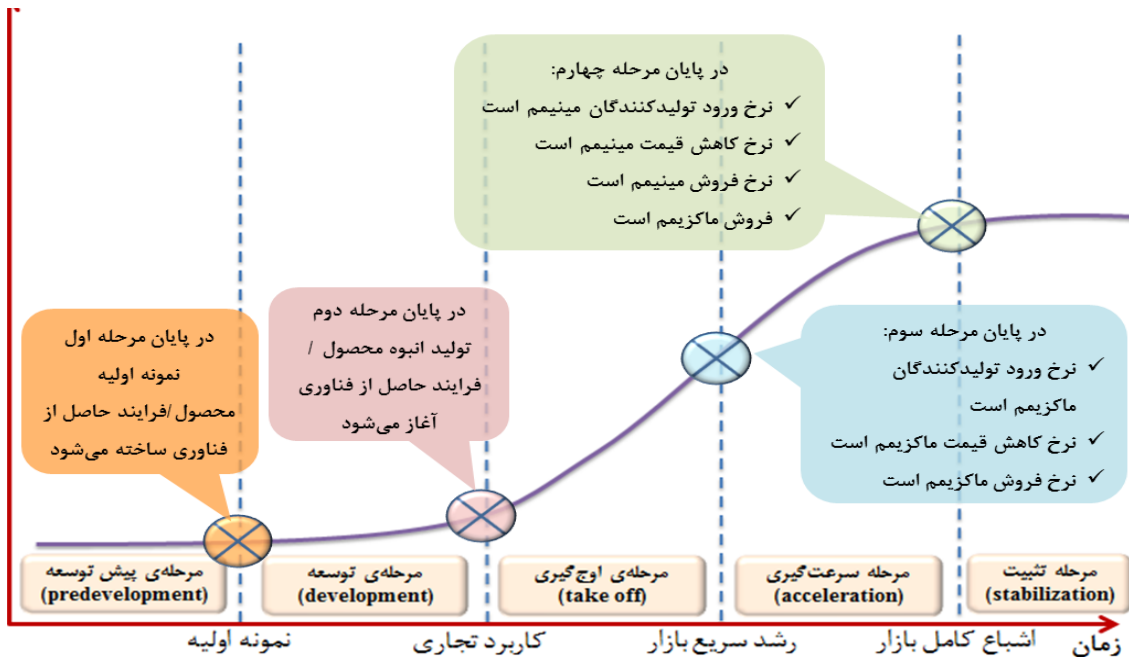 در پایان مرحله چهارم:
✓ نرخ ورود تولیدکنندگان مینیمم است
✓ نرخ کاهش قیمت مینیمم است
✓ نرخ فروش مینیمم است
✓ فروش ماکزیمم است
در پایان مرحله دوم
تولید انبوه محصول /
فرایند حاصل از فناوری
آغاز می‌شود
در پایان مرحله اول
نمونه اولیه
محصول/فرایند حاصل از
فناوری ساخته می‌شود
در پایان مرحله سوم:
✓ نرخ ورود تولیدکنندگان
ماکزیمم است
✓ نرخ کاهش قیمت ماکزیمم است
✓ نرخ فروش ماکزیمم است
مرحله‌ی پیش توسعه
(predevelopment)
مرحله‌ی توسعه
(development)
مرحله‌ی اوج‌گیری
(take off)
مرحله سرعت‌گیری
(acceleration)
مرحله تثبیت
(stabilization)
نمونه اولیه
کاربرد تجاری
رشد سریع بازار
اشباع کامل بازار
زمان